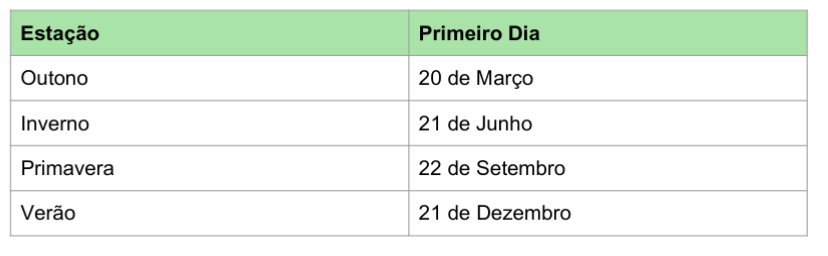 Estação Primeiro Dia
Outono 20 de Março
Inverno 21 de Junho
Primavera 22 de Setembro
Verão 21 de Dezembro